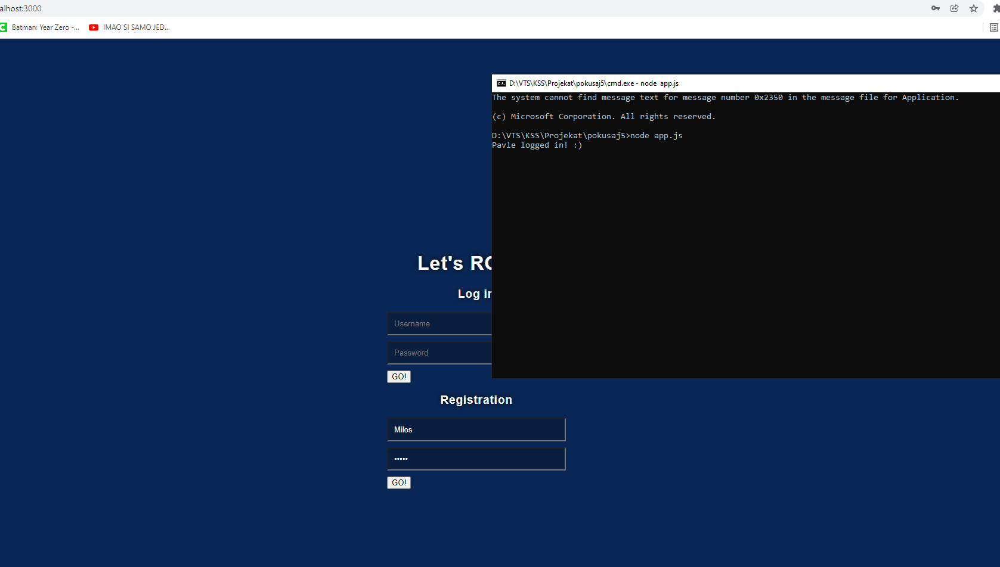 alhost:3000
Batman: Year Zero -...
IMAO SI SAMO JED...
D:\VTS\KSS\Projekat\pokusaj5\cmd.exe - node  app.js
The system cannot find message text for message number 0x2350 in the message file for Application.
(c) Microsoft Corporation. All rights reserved.
D:\VTS\KSS\Projekat\pokusaj5>node app.js
Pavle logged in! :)
Let's RO
Log in
Username
Password
GO!
Registration
Milos
•••••
GO!